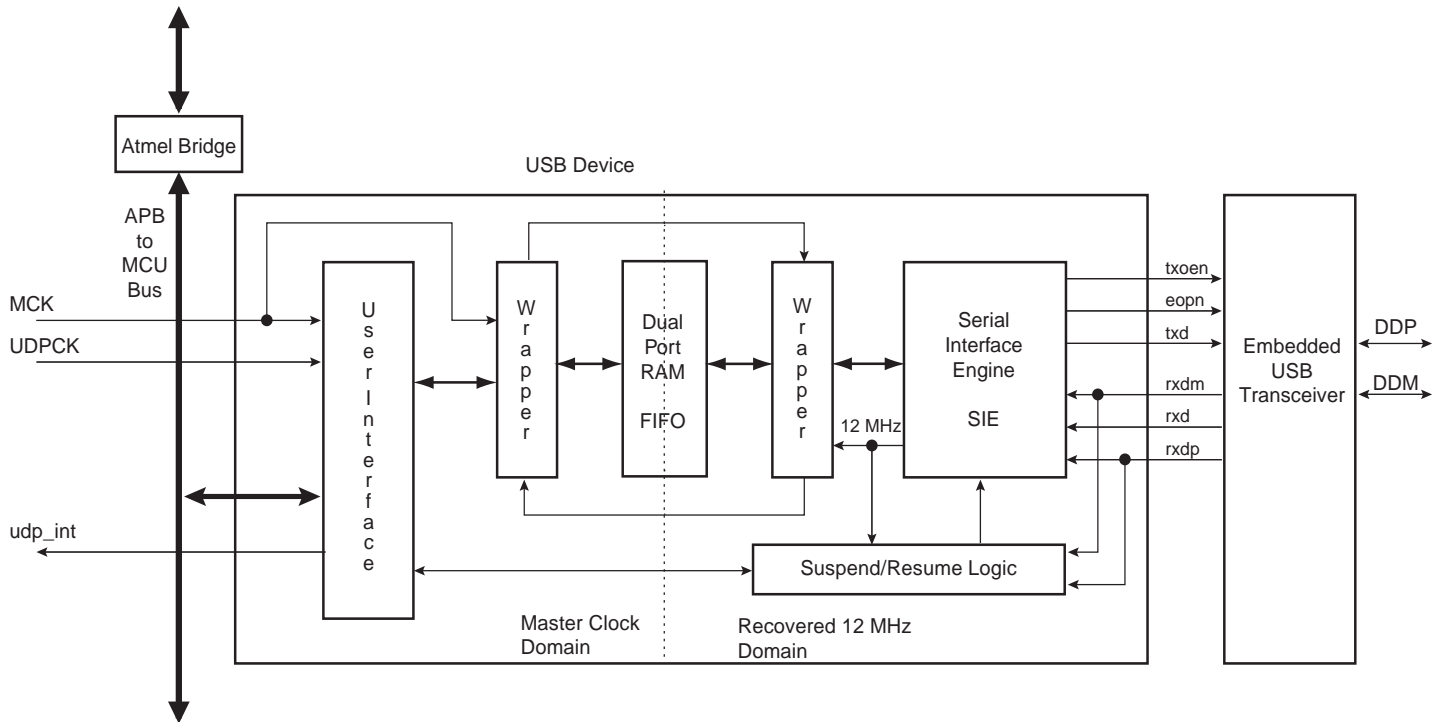 Atmel Bridge
USB Device
APB
to
MCU
Bus
MCK
UDPCK
udp_int
User Interface
Wrapper
Dual
Port
RAM
FIFO
Wrapper
12 MHz
Serial
Interface
Engine
SIE
Suspend/Resume Logic
Master Clock
Domain
Recovered 12 MHz
Domain
txoen
eopn
txd
rxdm
rxd
rxdp
Embedded
USB
Transceiver
DDP
DDM